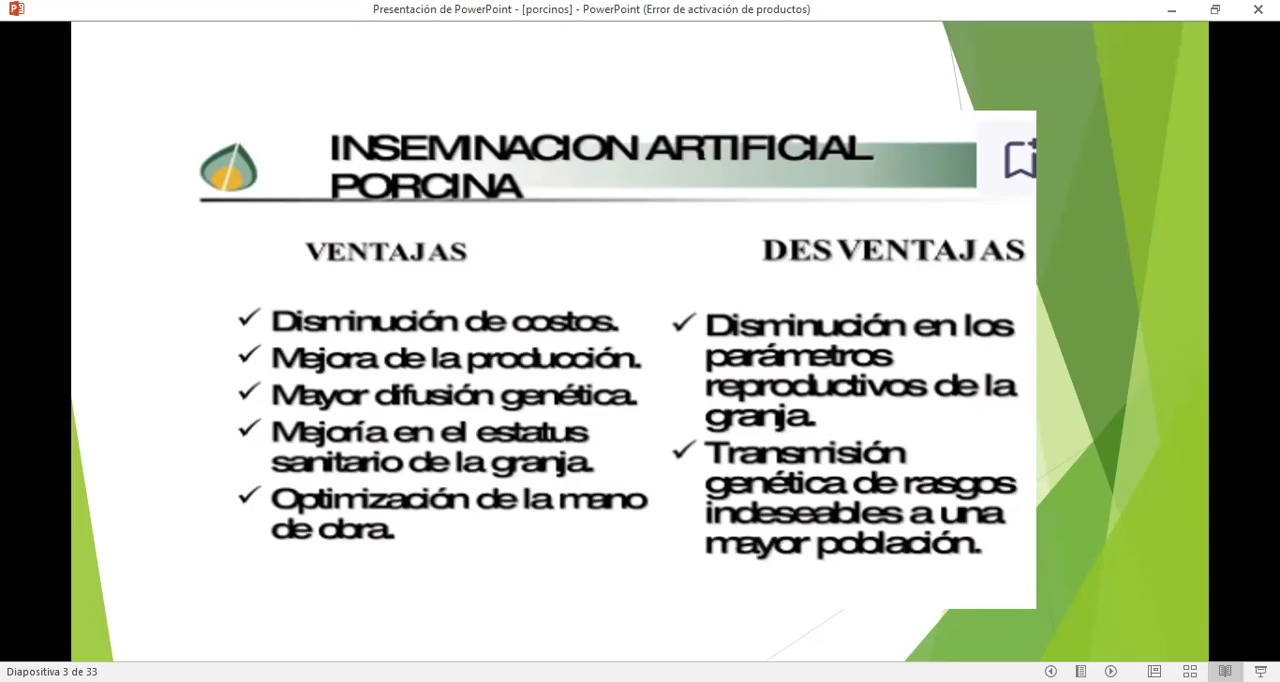 Presentación de PowerPoint - [porcinos] - PowerPoint (Error de activación de productos)
INSEMINACION ARTIFICIAL
PORCINA
VENTAJAS
Disminución de costos.
Mejora de la producción.
Mayor difusión genética.
Mejoría en el estatus
sanitario de la granja.
Optimización de la mano
de obra.
DESVENTAJAS
Disminución en los
parámetros
reproductivos de la
granja.
Transmisión
genética de rasgos
indeseables a una
mayor población.
Diapositiva 3 de 33